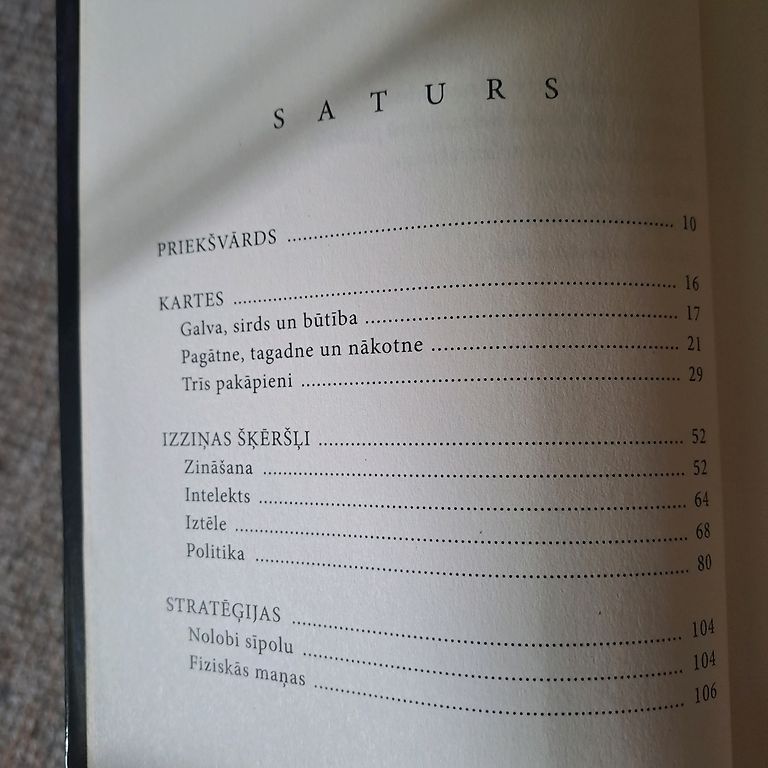 SATURS
PRIEKŠVĀRDS 10
KARTES 16
Galva, sirds un būtība 17
Pagātne, tagadne un nākotne 21
Trīs pakāpieni 29
IZZIŅAS ŠĶĒRŠĻI 52
Zināšana 52
Intelekts 64
Iztēle 68
Politika 80
STRATĒĢIJAS 104
Nolobi sīpolu 104
Fiziskās maņas 106